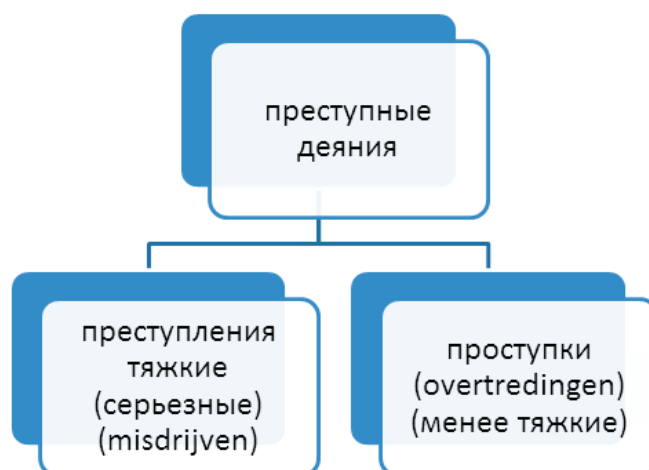 преступные
деяния
преступления
тяжкие
(серьезные)
(misdrijven)
проступки
(overtredingen)
(менее тяжкие)